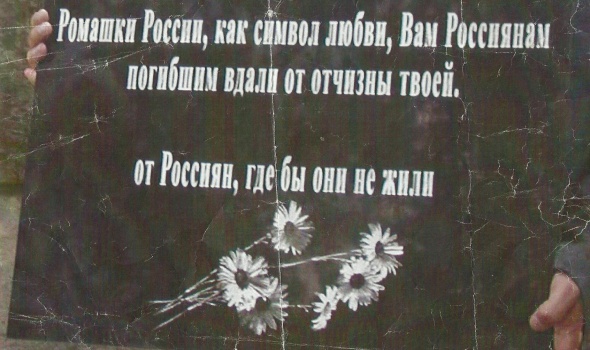 Ромашки России, как символ любви, Вам Россиянам
погибшим вдали от отчизны твоей.
от Россиян, где бы они не жили